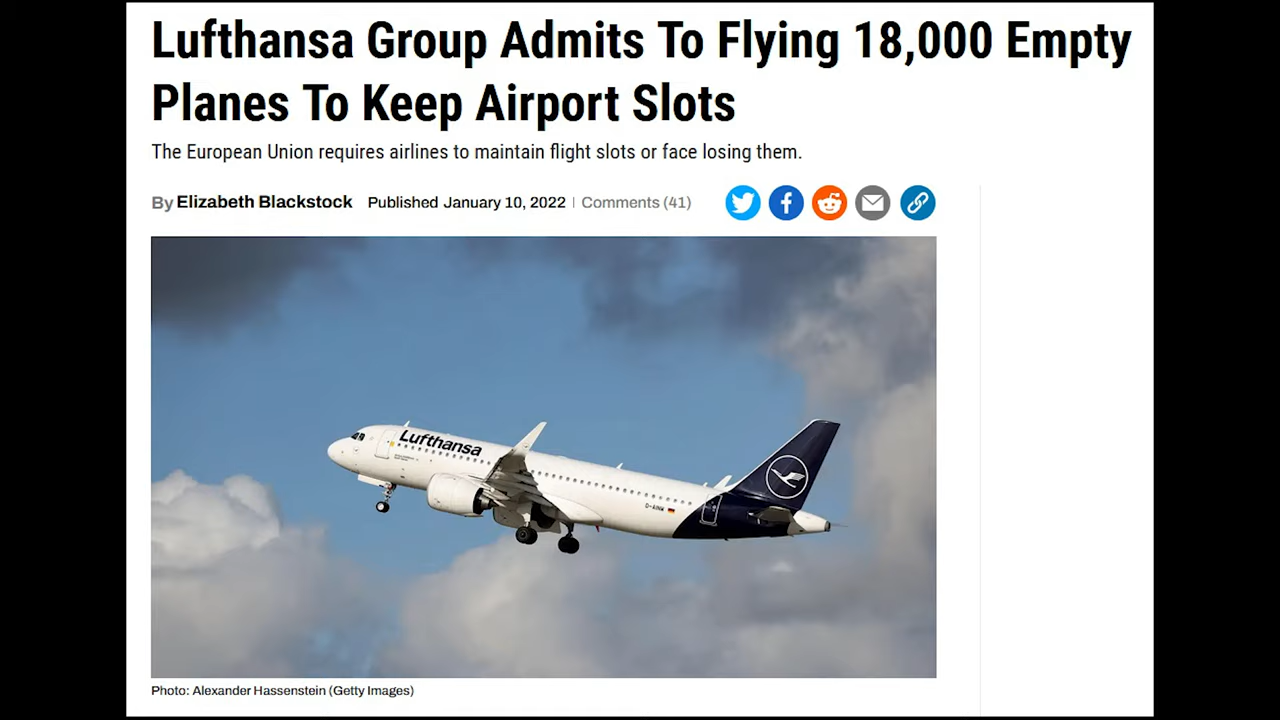 Lufthansa Group Admits To Flying 18,000 Empty
Planes To Keep Airport Slots
The European Union requires airlines to maintain flight slots or face losing them.
By Elizabeth Blackstock Published January 10, 2022 | Comments (41)
Lufthansa
D-AINM
Photo: Alexander Hassenstein (Getty Images)